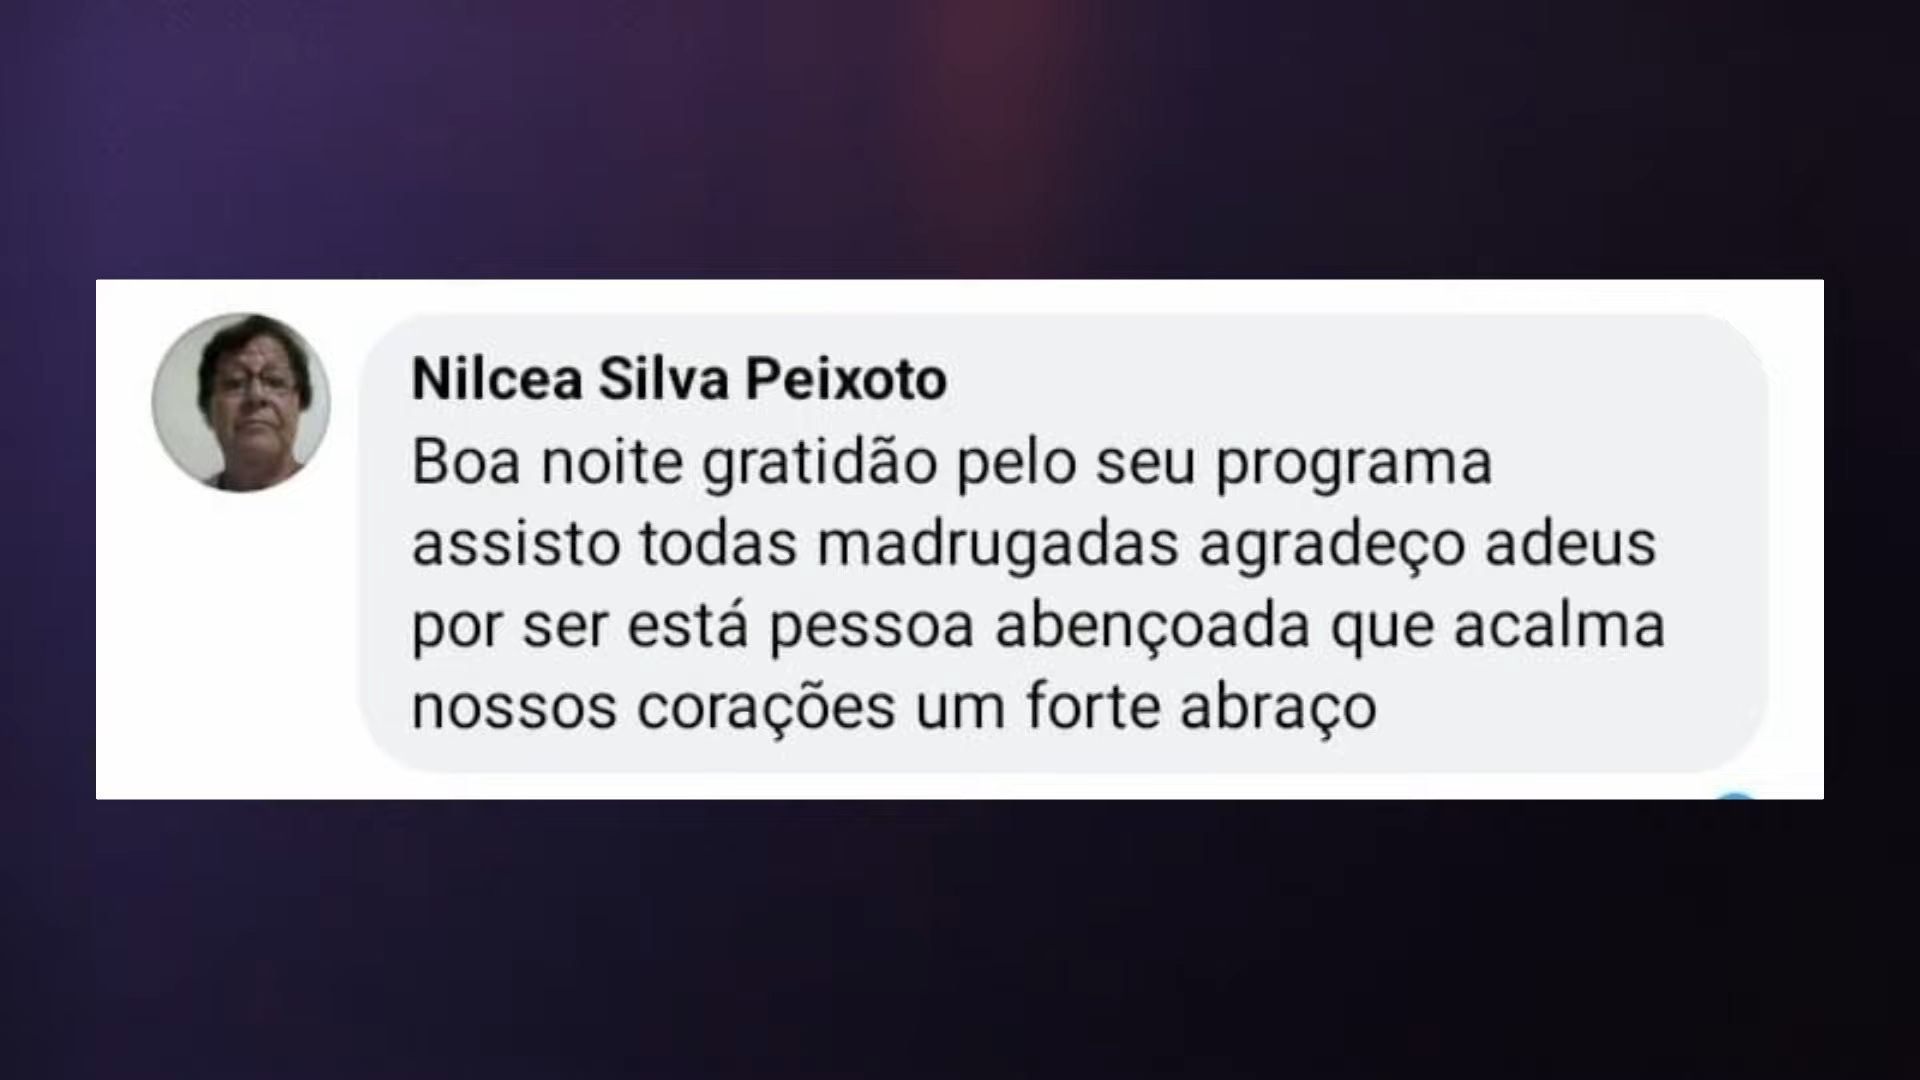 Nilcea Silva Peixoto
Boa noite gratidão pelo seu programa
assisto todas madrugadas agradeço adeus
por ser está pessoa abençoada que acalma
nossos corações um forte abraço